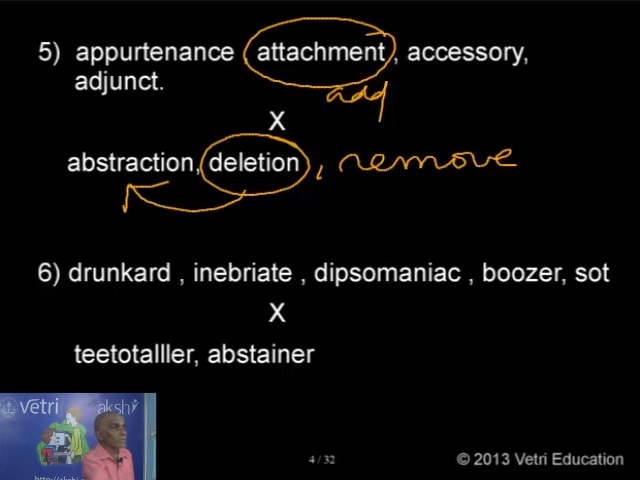 5) appurtenance, attachment, accessory,
adjunct.
add
X
abstraction, deletion, remove
6) drunkard , inebriate , dipsomaniac , boozer, sot
X
teetotalller, abstainer
vetri akshi
4 / 32
© 2013 Vetri Education